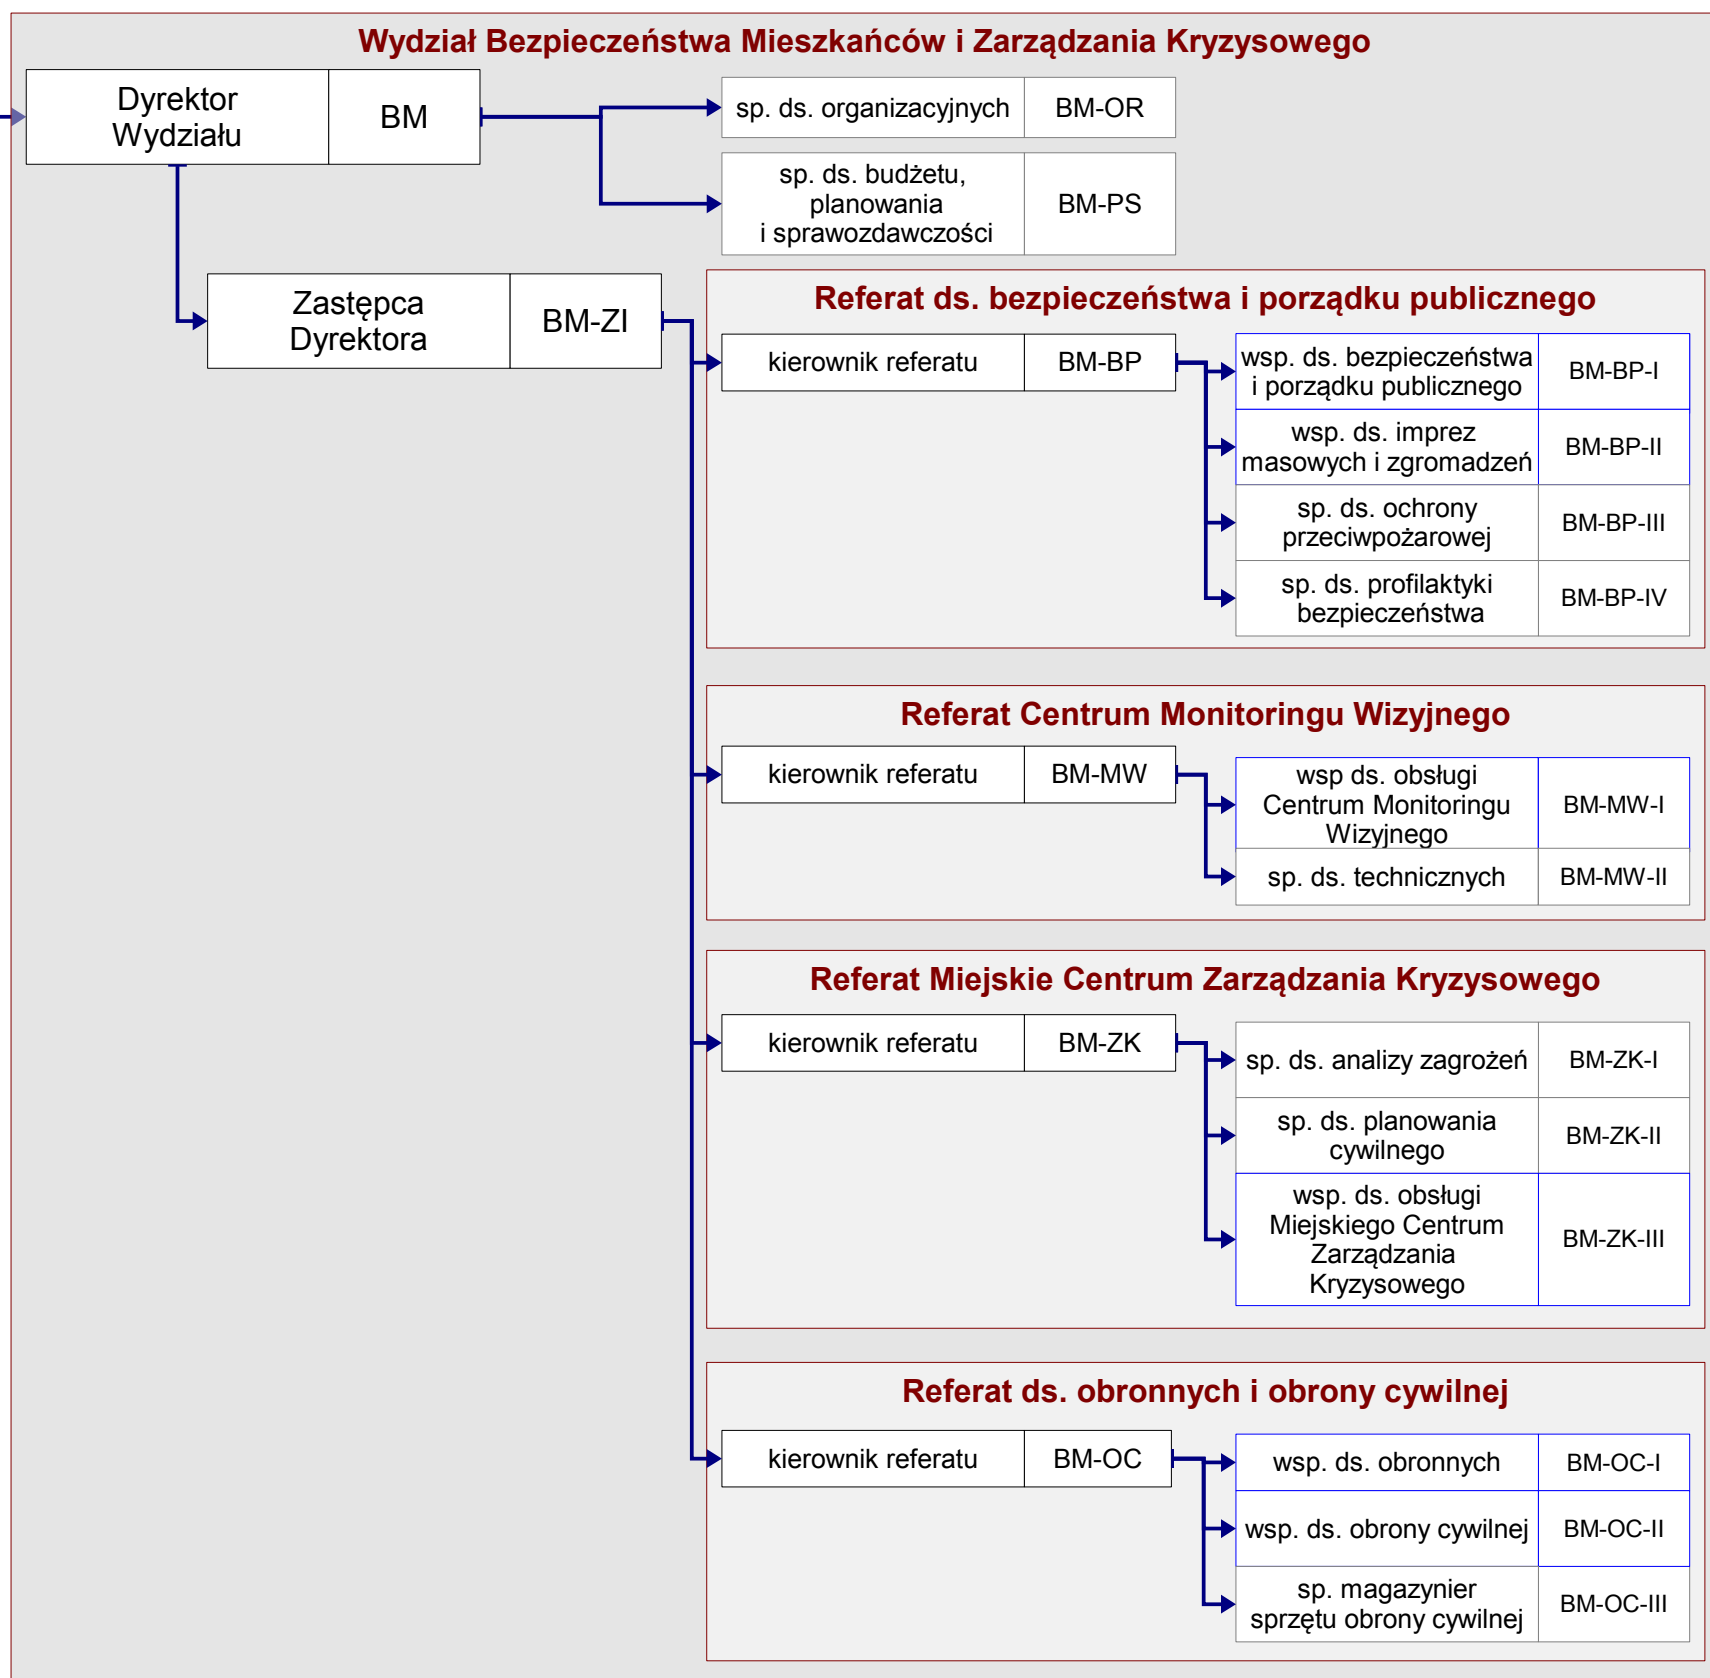 Wydział Bezpieczeństwa Mieszkańców i Zarządzania Kryzysowego
Dyrektor
Wydziału
BM
sp. ds. organizacyjnych
BM-OR
sp. ds. budżetu,
planowania
i sprawozdawczości
BM-PS
Zastępca
Dyrektora
BM-ZI
Referat ds. bezpieczeństwa i porządku publicznego
kierownik referatu
BM-BP
wsp. ds. bezpieczeństwa
i porządku publicznego
BM-BP-I
wsp. ds. imprez
masowych i zgromadzeń
BM-BP-II
sp. ds. ochrony
przeciwpożarowej
BM-BP-III
sp. ds. profilaktyki
bezpieczeństwa
BM-BP-IV
Referat Centrum Monitoringu Wizyjnego
kierownik referatu
BM-MW
wsp ds. obsługi
Centrum Monitoringu
Wizyjnego
BM-MW-I
sp. ds. technicznych
BM-MW-II
Referat Miejskie Centrum Zarządzania Kryzysowego
kierownik referatu
BM-ZK
sp. ds. analizy zagrożeń
BM-ZK-I
sp. ds. planowania
cywilnego
BM-ZK-II
wsp. ds. obsługi
Miejskiego Centrum
Zarządzania
Kryzysowego
BM-ZK-III
Referat ds. obronnych i obrony cywilnej
kierownik referatu
BM-OC
wsp. ds. obronnych
BM-OC-I
wsp. ds. obrony cywilnej
BM-OC-II
sp. magazynier
sprzętu obrony cywilnej
BM-OC-III